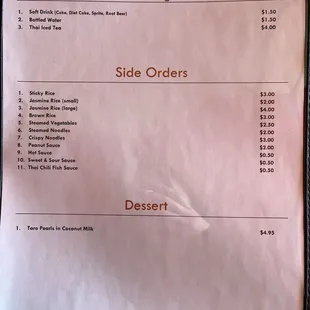 1. Soft Drink (Coke, Diet Coke, Sprite, Root Beer) $1.50
2. Bottled Water $1.50
3. Thai Iced Tea $4.00
Side Orders
1. Sticky Rice $3.00
2. Jasmine Rice (small) $2.00
3. Jasmine Rice (large) $4.00
4. Brown Rice $3.00
5. Steamed Vegetables $2.50
6. Steamed Noodles $2.00
7. Crispy Noodles $3.00
8. Peanut Sauce $2.00
9. Hot Sauce $0.50
10. Sweet & Sour Sauce $0.50
11. Thai Chili Fish Sauce $0.50
Dessert
1. Taro Pearls in Coconut Milk $4.95